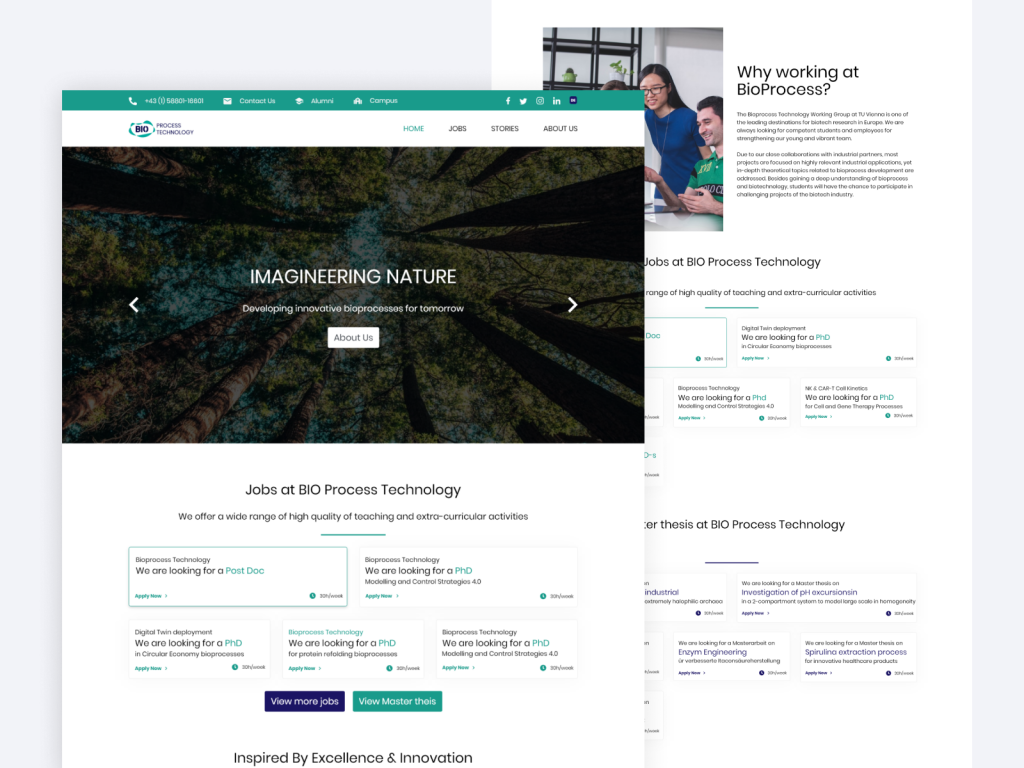 +43 (1) 58801-16601
Contact Us
Alumni
Campus
BIO PROCESS
TECHNOLOGY
HOME
JOBS
STORIES
ABOUT US
IMAGINEERING NATURE
Developing innovative bioprocesses for tomorrow
About Us
Jobs at BIO Process Technology
We offer a wide range of high quality of teaching and extra-curricular activities
Bioprocess Technology
We are looking for a Post Doc
Apply Now
30h/week
Bioprocess Technology
We are looking for a PhD
Modelling and Control Strategies 4.0
Apply Now
30h/week
Digital Twin deployment
We are looking for a PhD
in Circular Economy bioprocesses
Apply Now
30h/week
Bioprocess Technology
We are looking for a PhD
for protein refolding bioprocesses
Apply Now
30h/week
Bioprocess Technology
We are looking for a PhD
Modelling and Control Strategies 4.0
Apply Now
30h/week
View more jobs
View Master theis
Inspired By Excellence & Innovation
Why working at
BioProcess?
The Bioprocess Technology Working Group at TU Vienna is one of
the leading destinations for biotech research in Europe. We are
always looking for competent students and employees for
strengthening our young and vibrant team.
Due to our close collaborations with industrial partners, most
projects are focused on highly relevant industrial applications, yet
in-depth theoretical topics related to bioprocess development are
addressed. Besides gaining a deep understanding of bioprocess
and biotechnology, students will have the chance to participate in
challenging projects of the biotech industry.
Jobs at BIO Process Technology
range of high quality of teaching and extra-curricular activities
Doc
30h/week
Digital Twin deployment
We are looking for a PhD
in Circular Economy bioprocesses
Apply Now
30h/week
h/week
Bioprocess Technology
We are looking for a Phd
Modelling and Control Strategies 4.0
Apply Now
30h/week
NK & CAR-T Cell Kinetics
We are looking for a PhD
for Cell and Gene Therapy Processes
Apply Now
30h/week
D-s
h/week
ter thesis at BIO Process Technology
on
industrial
extremely halophilic archaea
30h/week
We are looking for a Master thesis on
Investigation of pH excursionsin
in a 2-compartment system to model large scale in homogeneity
Apply Now
30h/week
h/week
We are looking for a Masterarbeit on
Enzym Engineering
ür verbesserte Raconsäureherstellung
Apply Now
30h/week
We are looking for a Master thesis on
Spirulina extraction process
for innovative healthcare products
Apply Now
30h/week
on
h/week